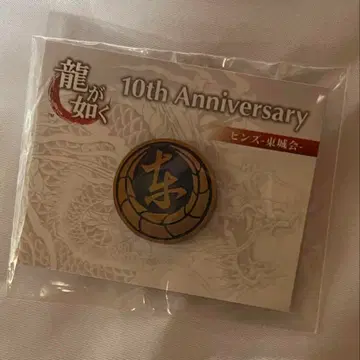 龍が
如く
10th Anniversary
ピンズ-東城会-
东